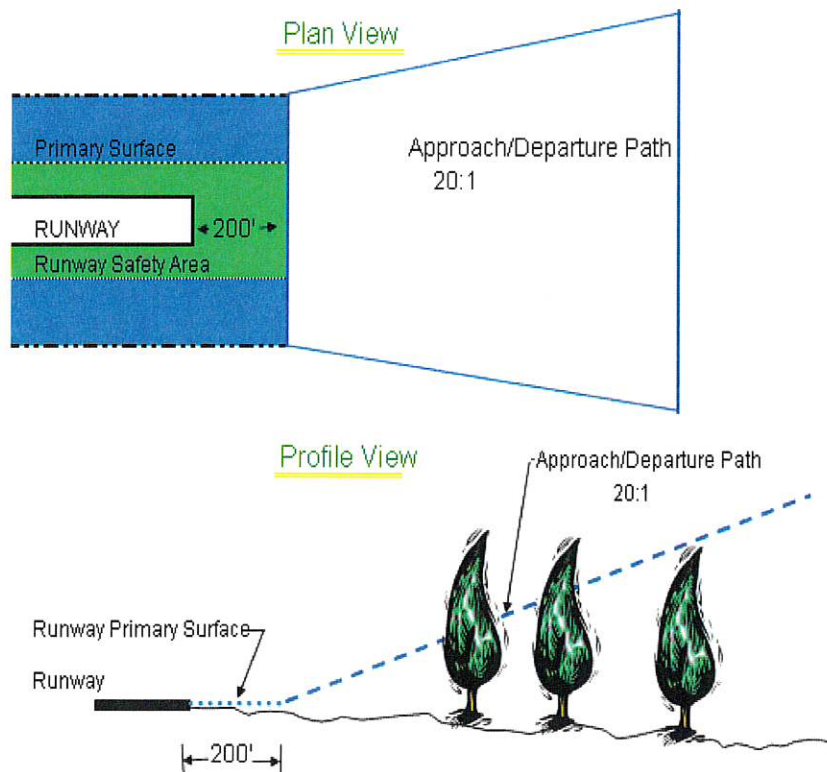 Plan View
Primary Surface
Approach/Departure Path
20:1
RUNWAY
200'
Runway Safety Area
Profile View
Approach/Departure Path
20:1
Runway Primary Surface
Runway
200'